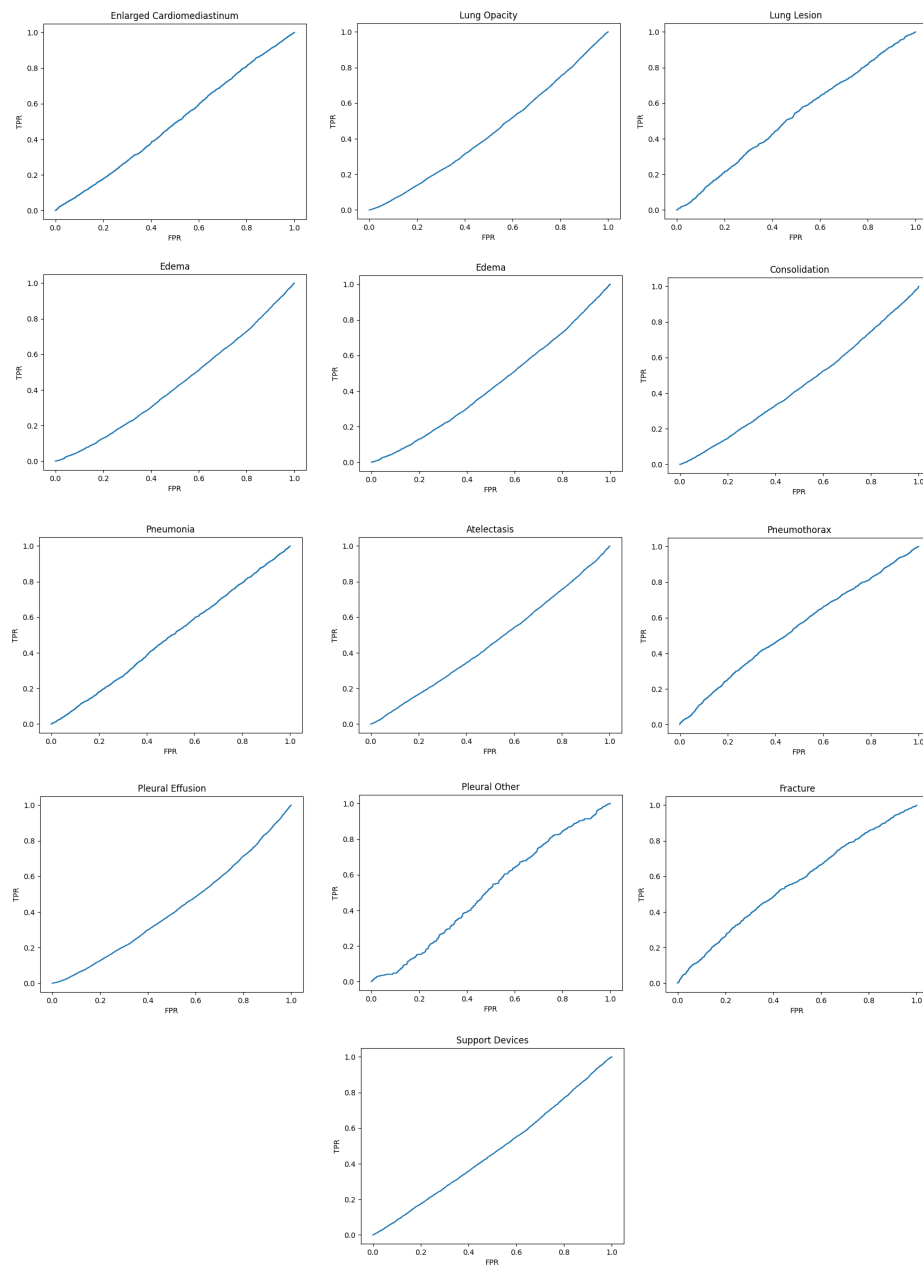 Enlarged Cardiomediastinum
1.0
0.8
0.6
0.4
0.2
0.0
TPR
0.0 0.2 0.4 0.6 0.8 1.0
FPR
Lung Opacity
1.0
0.8
0.6
0.4
0.2
0.0
TPR
0.0 0.2 0.4 0.6 0.8 1.0
FPR
Lung Lesion
1.0
0.8
0.6
0.4
0.2
0.0
TPR
0.0 0.2 0.4 0.6 0.8 1.0
FPR
Edema
1.0
0.8
0.6
0.4
0.2
0.0
TPR
0.0 0.2 0.4 0.6 0.8 1.0
FPR
Edema
1.0
0.8
0.6
0.4
0.2
0.0
TPR
0.0 0.2 0.4 0.6 0.8 1.0
FPR
Consolidation
1.0
0.8
0.6
0.4
0.2
0.0
TPR
0.0 0.2 0.4 0.6 0.8 1.0
FPR
Pneumonia
1.0
0.8
0.6
0.4
0.2
0.0
TPR
0.0 0.2 0.4 0.6 0.8 1.0
FPR
Atelectasis
1.0
0.8
0.6
0.4
0.2
0.0
TPR
0.0 0.2 0.4 0.6 0.8 1.0
FPR
Pneumothorax
1.0
0.8
0.6
0.4
0.2
0.0
TPR
0.0 0.2 0.4 0.6 0.8 1.0
FPR
Pleural Effusion
1.0
0.8
0.6
0.4
0.2
0.0
TPR
0.0 0.2 0.4 0.6 0.8 1.0
FPR
Pleural Other
1.0
0.8
0.6
0.4
0.2
0.0
TPR
0.0 0.2 0.4 0.6 0.8 1.0
FPR
Fracture
1.0
0.8
0.6
0.4
0.2
0.0
TPR
0.0 0.2 0.4 0.6 0.8 1.0
FPR
Support Devices
1.0
0.8
0.6
0.4
0.2
0.0
TPR
0.0 0.2 0.4 0.6 0.8 1.0
FPR